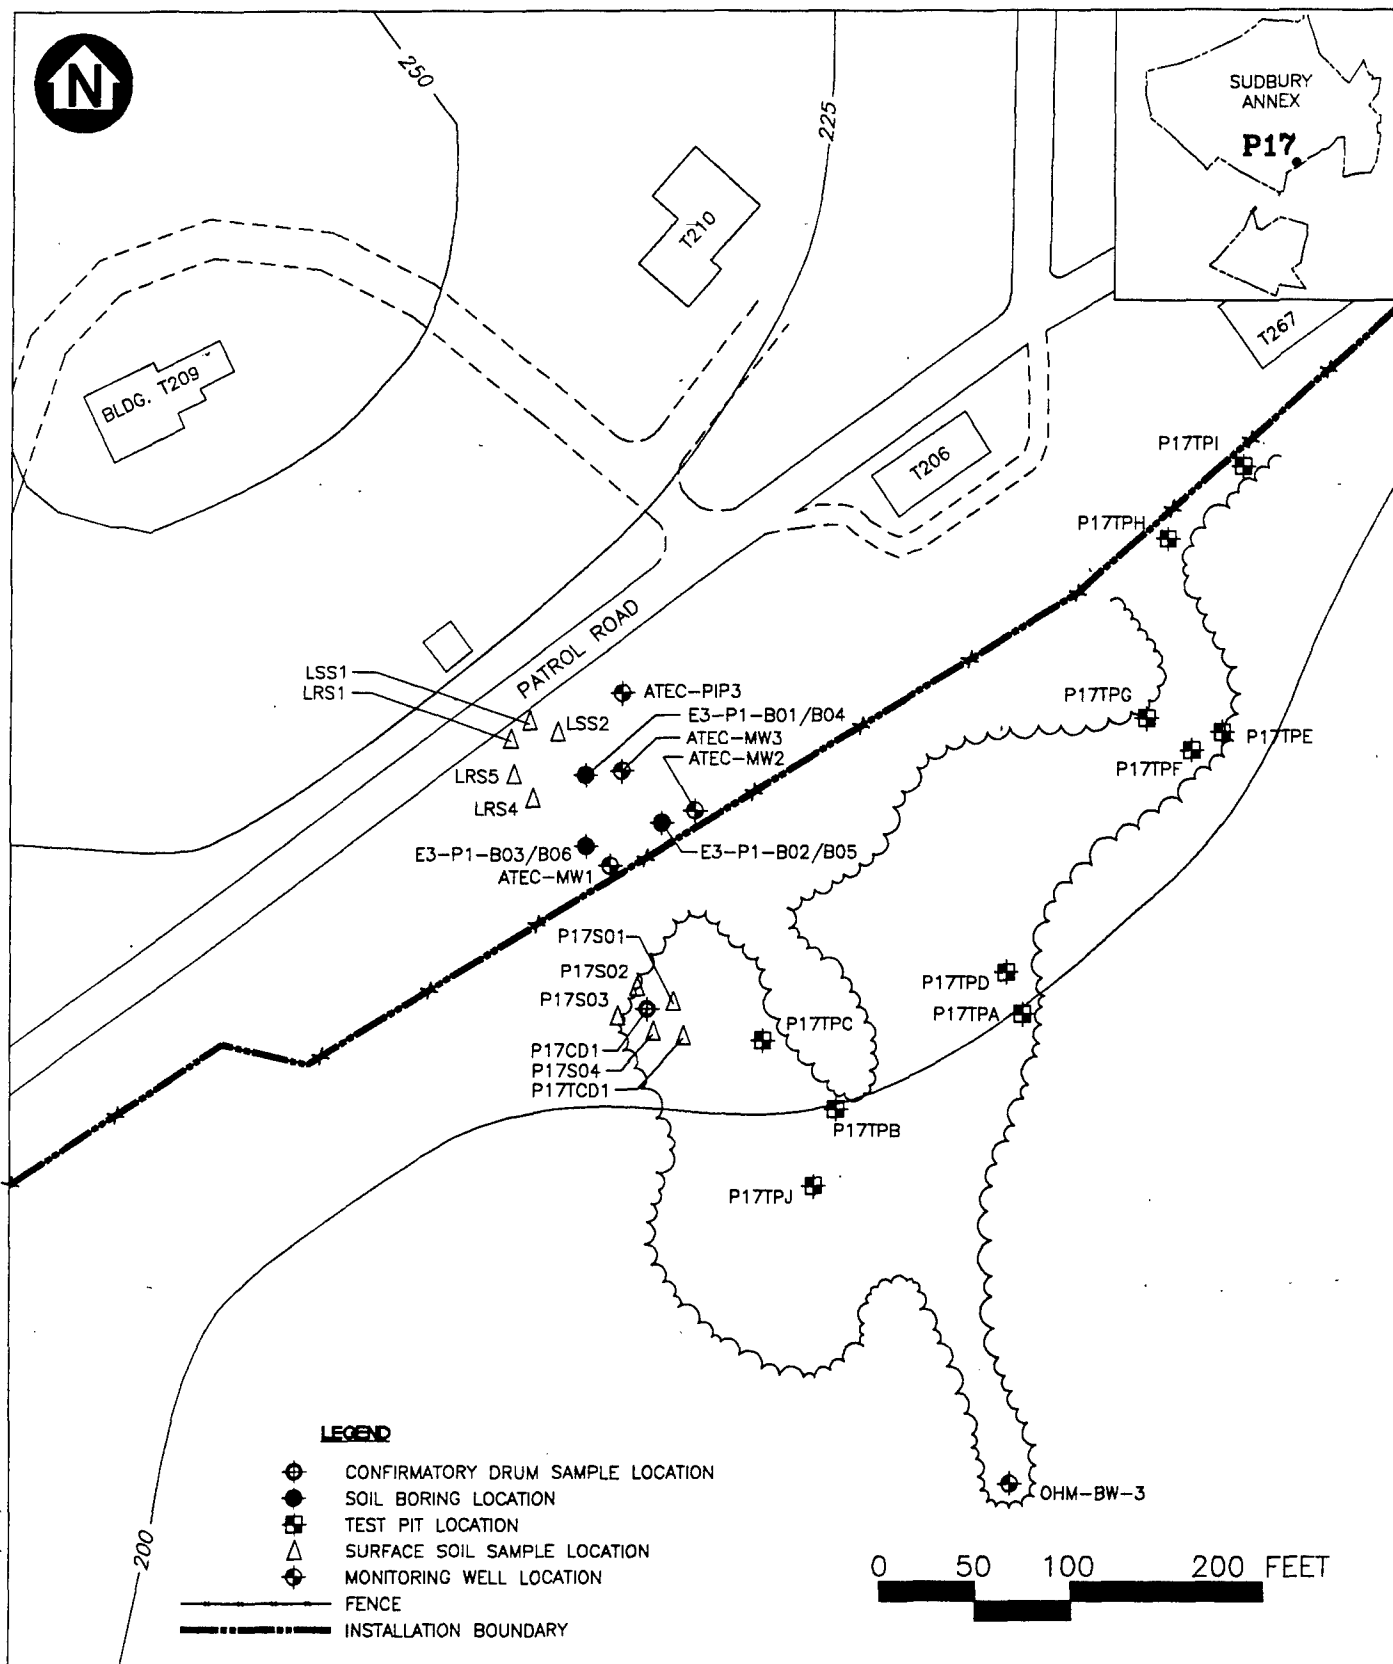 N
250
225
SUDBURY
ANNEX
P17
T210
T267
BLDG. T209
T206
P17TPI
P17TPH
PATROL ROAD
LSS1
LRS1
LSS2
ATEC-PIP3
E3-P1-B01/B04
ATEC-MW3
ATEC-MW2
P17TPG
P17TPE
P17TPF
LRS5
LRS4
E3-P1-B03/B06
ATEC-MW1
E3-P1-B02/B05
P17S01
P17S02
P17S03
P17TPD
P17TPA
P17TPC
P17CD1
P17S04
P17TCD1
P17TPB
P17TPJ
LEGEND
CONFIRMATORY DRUM SAMPLE LOCATION
SOIL BORING LOCATION
TEST PIT LOCATION
SURFACE SOIL SAMPLE LOCATION
MONITORING WELL LOCATION
FENCE
INSTALLATION BOUNDARY
OHM-BW-3
200
0 50 100 200 FEET